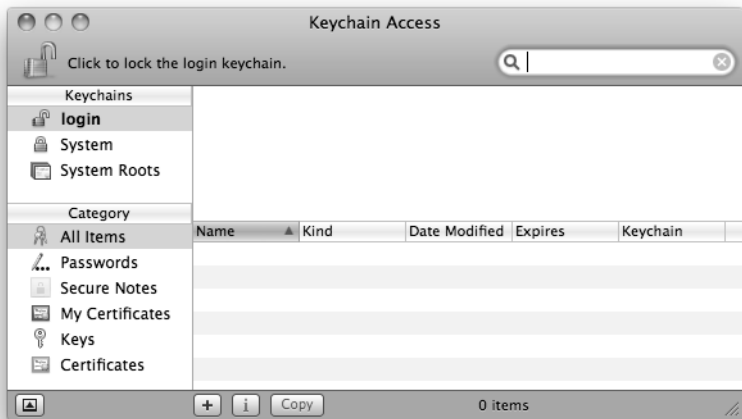 Keychain Access
Click to lock the login keychain.
Keychains
login
System
System Roots
Category
All Items
Passwords
Secure Notes
My Certificates
Keys
Certificates
Name Kind Date Modified Expires Keychain
+ i Copy 0 items